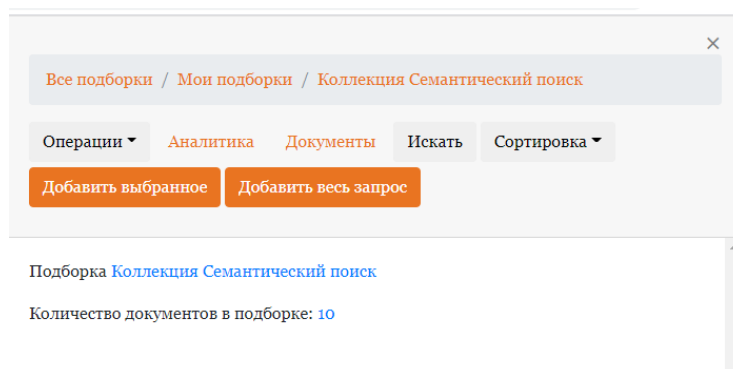 ×
Все подборки / Мои подборки / Коллекция Семантический поиск
Операции Аналитика Документы Искать Сортировка
Добавить выбранное Добавить весь запрос
Подборка Коллекция Семантический поиск
Количество документов в подборке: 10